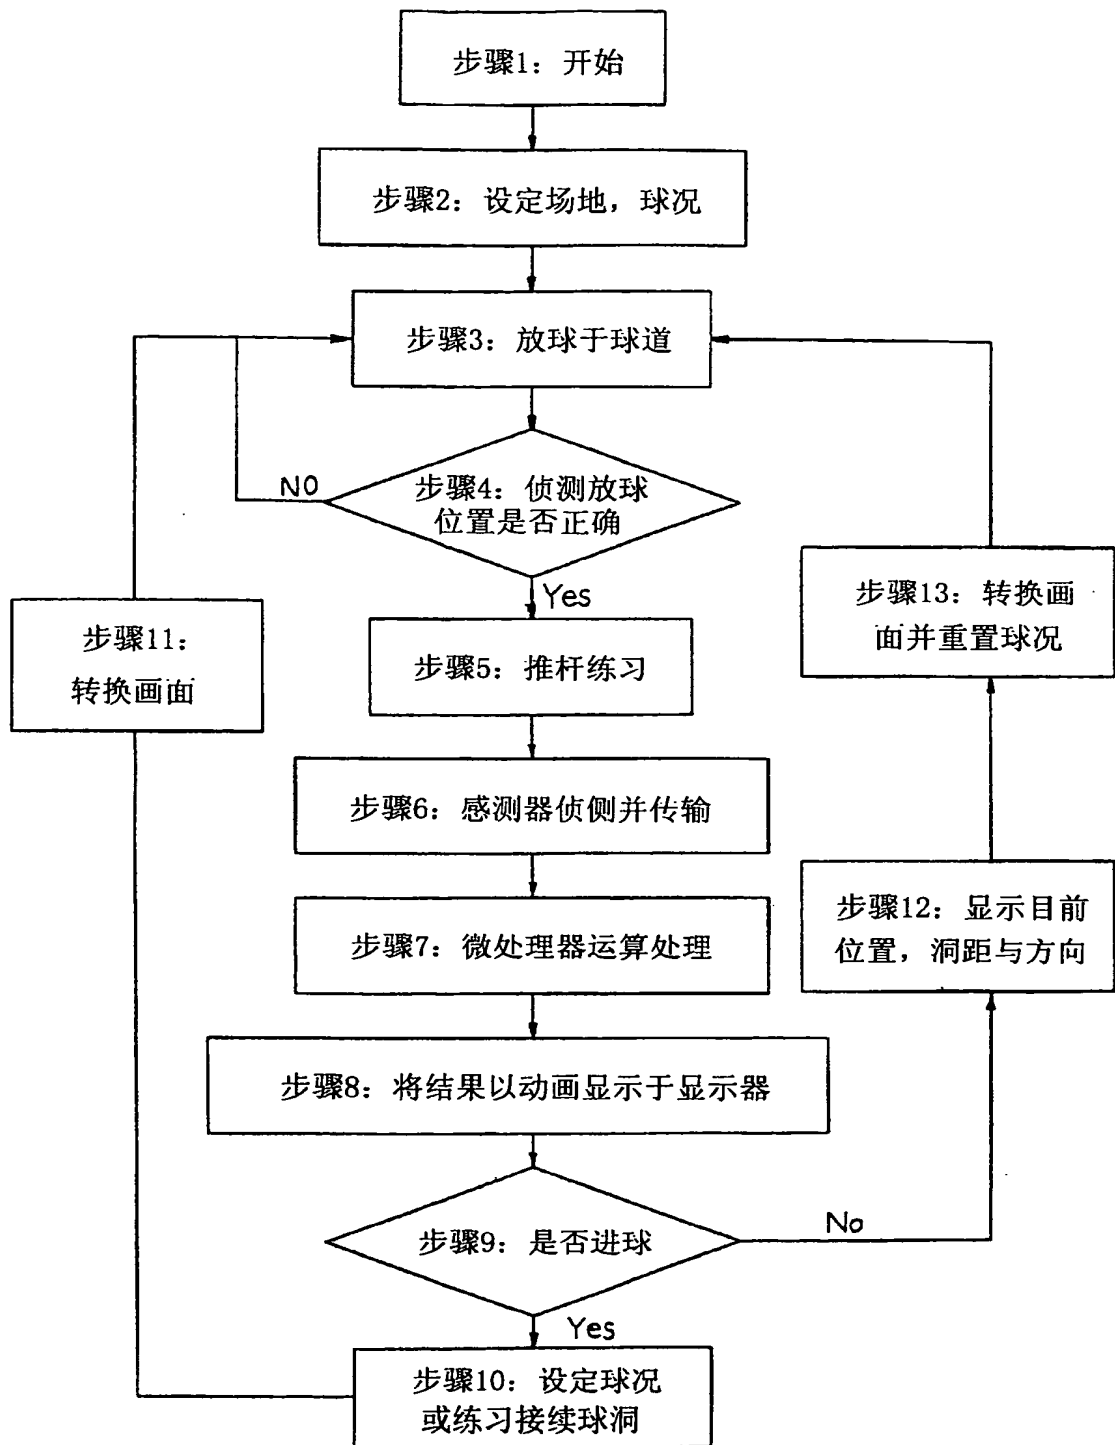 步骤1：开始
步骤2：设定场地，球况
步骤3：放球于球道
NO
步骤4：侦测放球
位置是否正确
Yes
步骤11：
转换画面
步骤13：转换画
面并重置球况
步骤5：推杆练习
步骤6：感测器侦侧并传输
步骤12：显示目前
位置，洞距与方向
步骤7：微处理器运算处理
步骤8：将结果以动画显示于显示器
步骤9：是否进球
No
Yes
步骤10：设定球况
或练习接续球洞